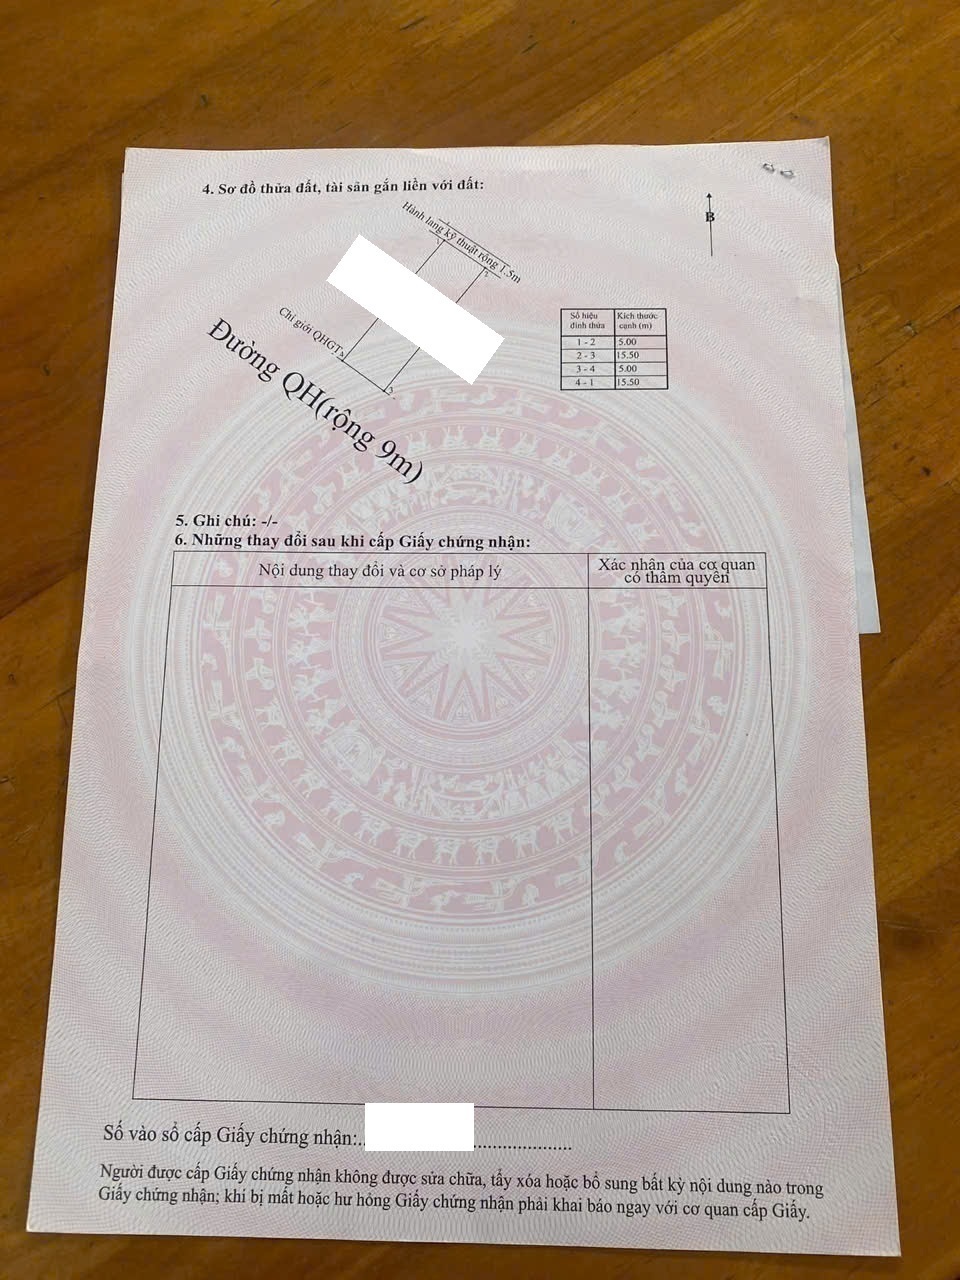 4. Sơ đồ thửa đất, tài sản gắn liền với đất:
B
Hành lang kỹ thuật rộng 1.5m
1
2
Chỉ giới QHGT
4
3
Đường QH(rộng 9m)
Số hiệu đỉnh thửa Kích thước cạnh (m)
1 - 2 5.00
2 - 3 15.50
3 - 4 5.00
4 - 1 15.50
5. Ghi chú: -/-
6. Những thay đổi sau khi cấp Giấy chứng nhận:
Nội dung thay đổi và cơ sở pháp lý
Xác nhận của cơ quan
có thẩm quyền
Số vào sổ cấp Giấy chứng nhận:
Người được cấp Giấy chứng nhận không được sửa chữa, tẩy xóa hoặc bổ sung bất kỳ nội dung nào trong
Giấy chứng nhận; khi bị mất hoặc hư hỏng Giấy chứng nhận phải khai báo ngay với cơ quan cấp Giấy.